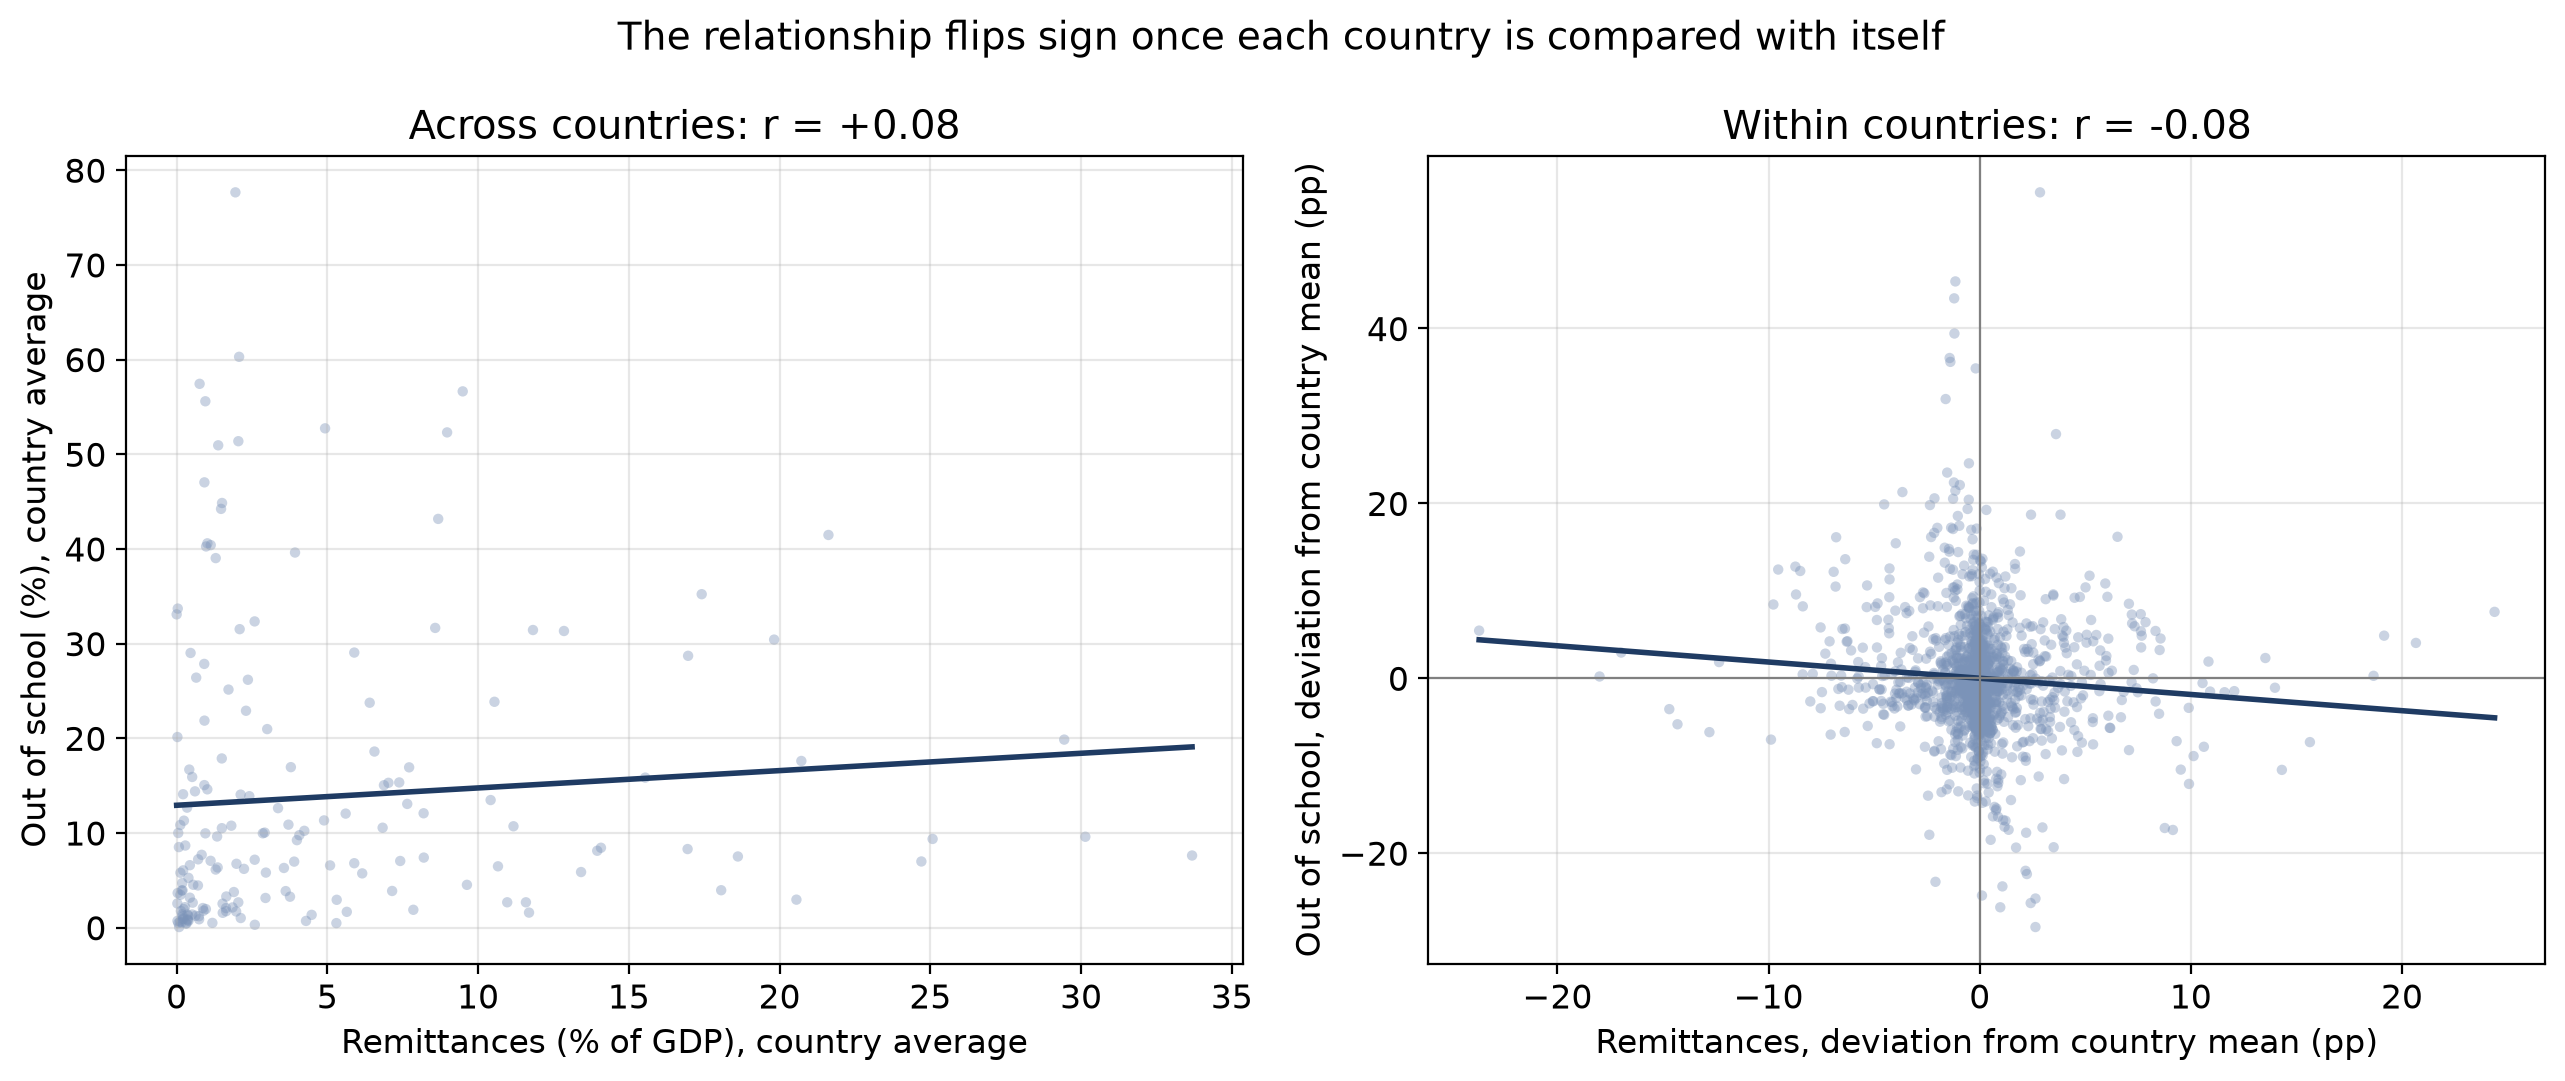 The relationship flips sign once each country is compared with itself
Across countries: r = +0.08
Out of school (%), country average
80
70
60
50
40
30
20
10
0
0 5 10 15 20 25 30 35
Remittances (% of GDP), country average
Within countries: r = -0.08
Out of school, deviation from country mean (pp)
40
20
0
−20
−20 −10 0 10 20
Remittances, deviation from country mean (pp)